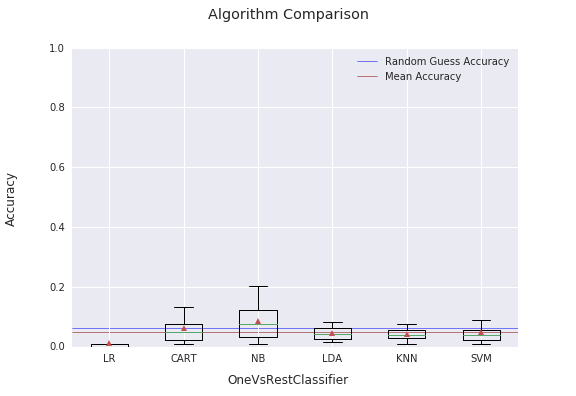 Algorithm Comparison
Random Guess Accuracy
Mean Accuracy
Accuracy
1.0
0.8
0.6
0.4
0.2
0.0
LR CART NB LDA KNN SVM
OneVsRestClassifier